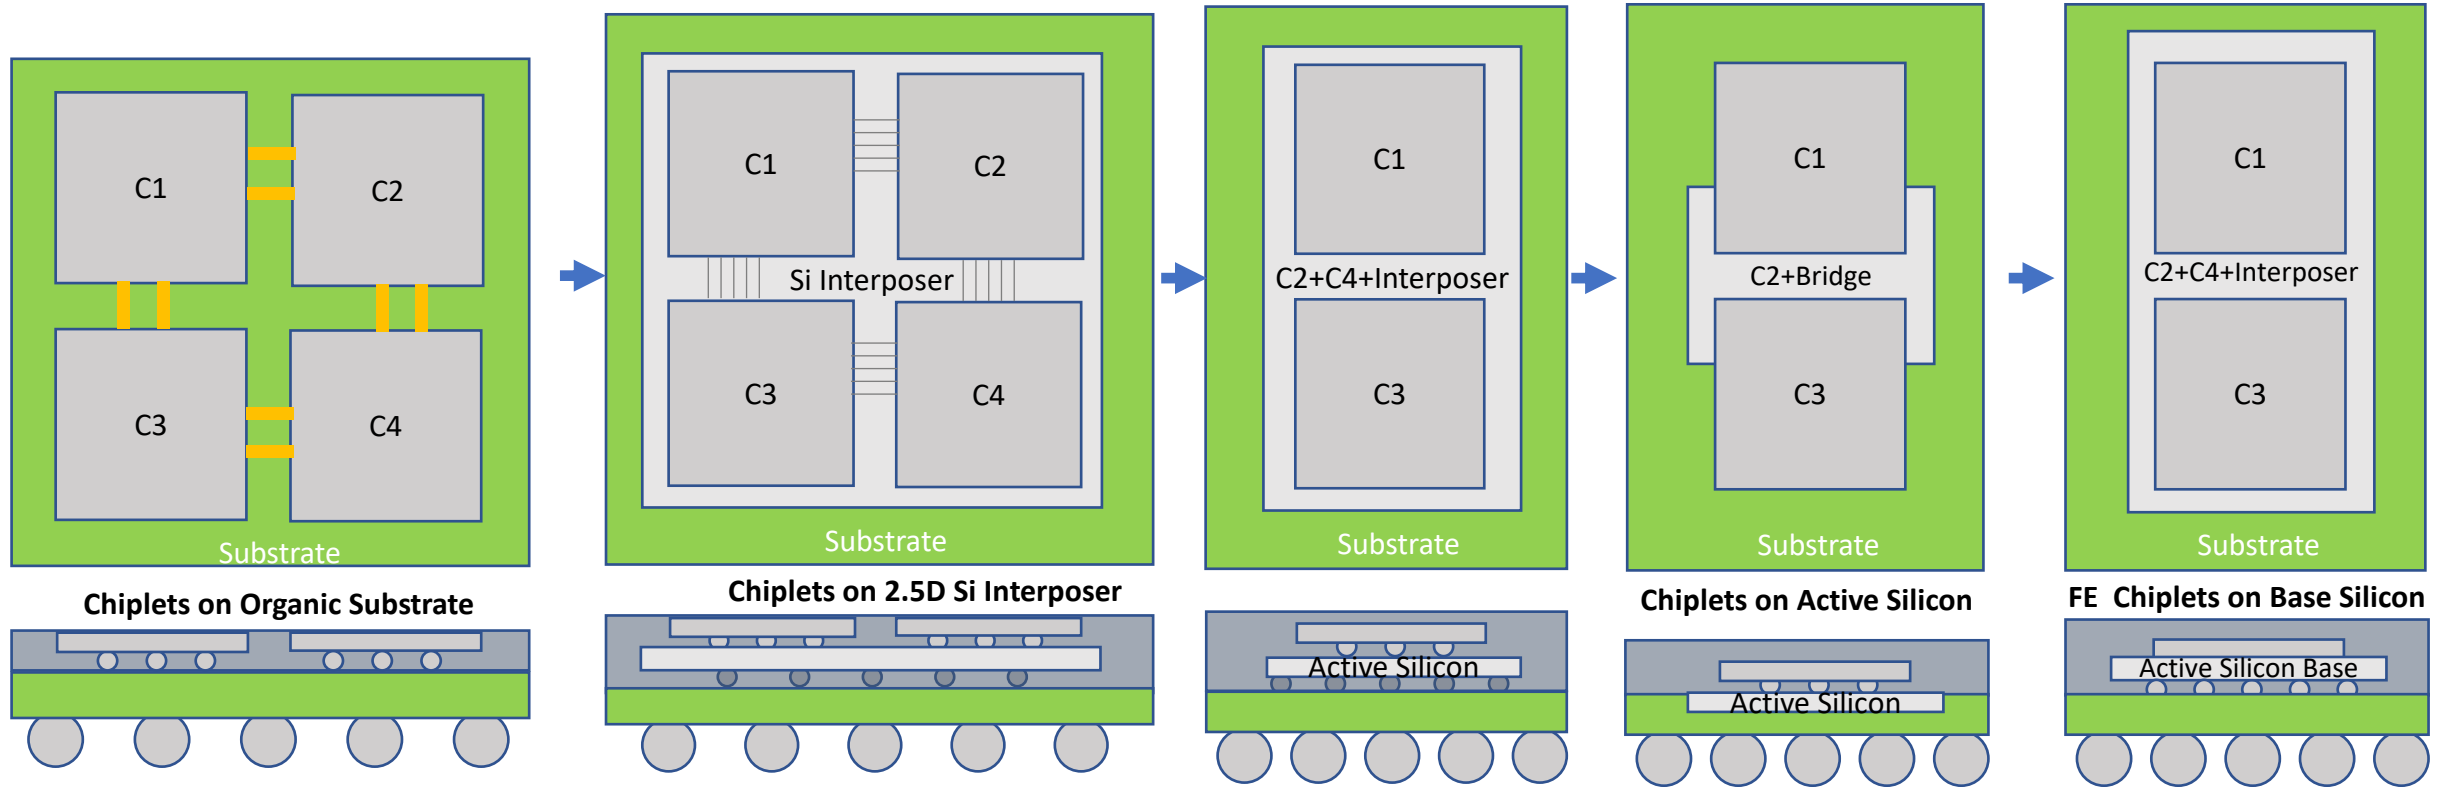 C1
C2
C3
C4
Substrate
Chiplets on Organic Substrate
C1
C2
Si Interposer
C3
C4
Substrate
Chiplets on 2.5D Si Interposer
C1
C2+C4+Interposer
C3
Substrate
Active Silicon
C1
C2+Bridge
C3
Substrate
Chiplets on Active Silicon
Active Silicon
C1
C2+C4+Interposer
C3
Substrate
FE Chiplets on Base Silicon
Active Silicon Base